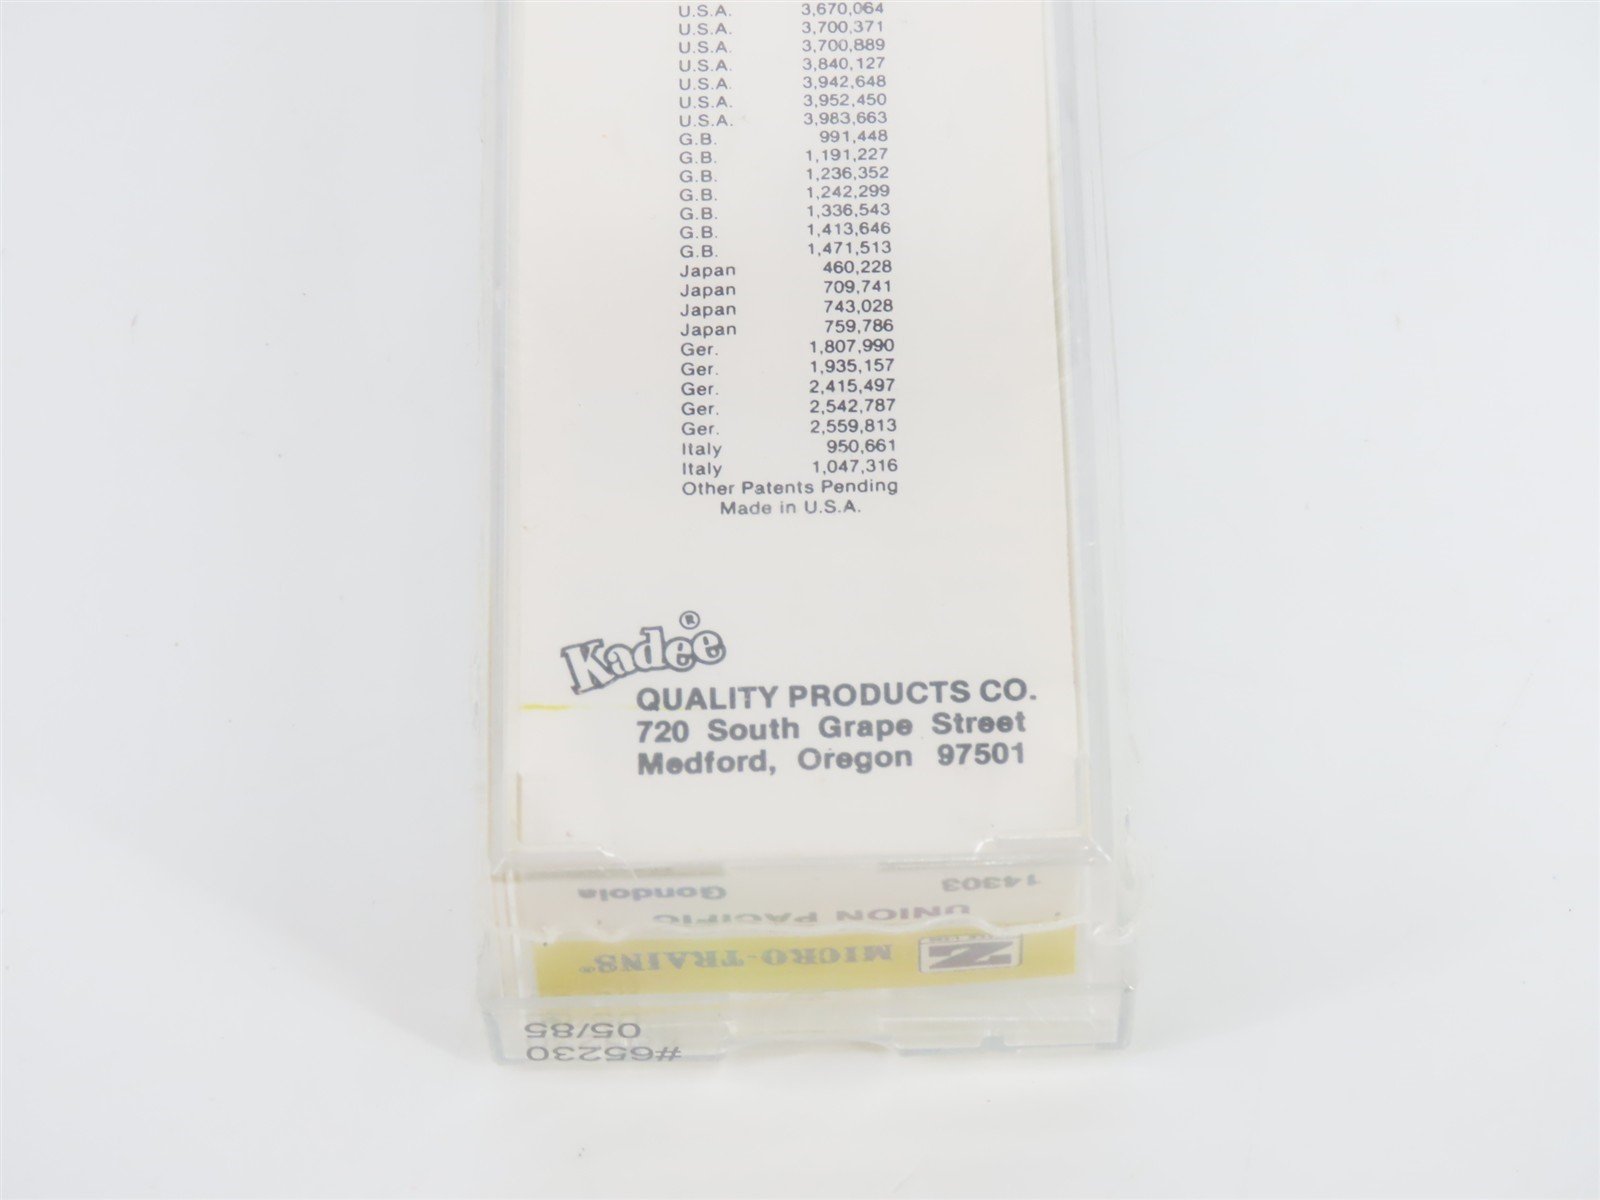 U.S.A. 3,670,064
U.S.A. 3,700,371
U.S.A. 3,700,889
U.S.A. 3,840,127
U.S.A. 3,942,648
U.S.A. 3,952,450
U.S.A. 3,983,663
G.B. 991,448
G.B. 1,191,227
G.B. 1,236,352
G.B. 1,242,299
G.B. 1,336,543
G.B. 1,413,646
G.B. 1,471,513
Japan 460,228
Japan 709,741
Japan 743,028
Japan 759,786
Ger. 1,807,990
Ger. 1,935,157
Ger. 2,415,497
Ger. 2,542,787
Ger. 2,559,813
Italy 950,661
Italy 1,047,316
Other Patents Pending
Made in U.S.A.
Kadee®
QUALITY PRODUCTS CO.
720 South Grape Street
Medford, Oregon 97501
14303 Gondola
UNION PACIFIC
MICRO-TRAINS®
05/85
#65230